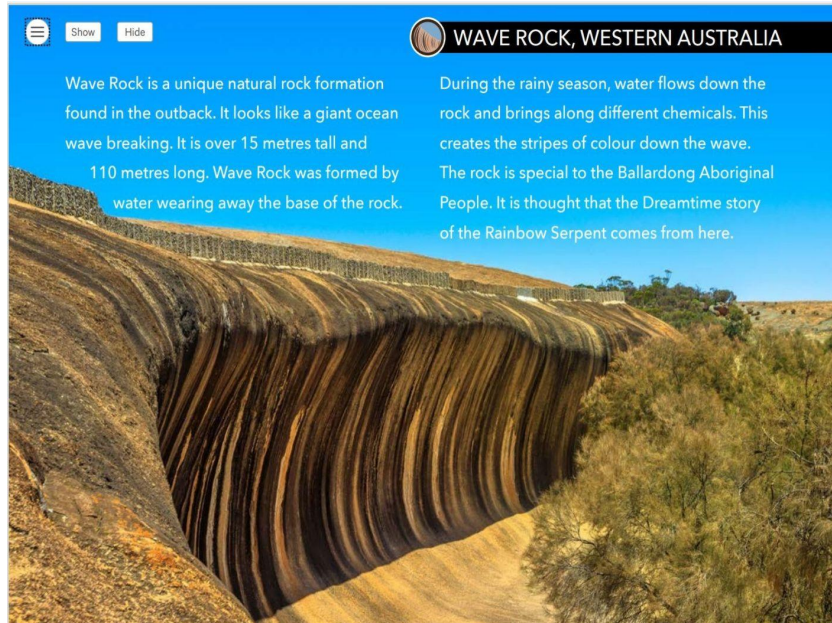 Show
Hide
WAVE ROCK, WESTERN AUSTRALIA
Wave Rock is a unique natural rock formation
found in the outback. It looks like a giant ocean
wave breaking. It is over 15 metres tall and
110 metres long. Wave Rock was formed by
water wearing away the base of the rock.
During the rainy season, water flows down the
rock and brings along different chemicals. This
creates the stripes of colour down the wave.
The rock is special to the Ballardong Aboriginal
People. It is thought that the Dreamtime story
of the Rainbow Serpent comes from here.